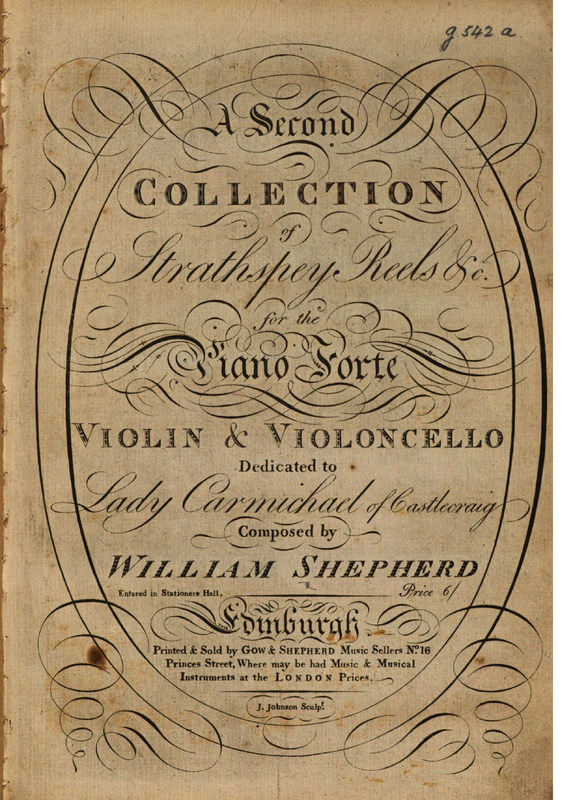 g 542 a
A Second
COLLECTION
of
Strathspey Reels &c.
for the
Piano Forte
VIOLIN & VIOLONCELLO
Dedicated to
Lady Carmichael of Castlecraig
Composed by
WILLIAM SHEPHERD
Entered in Stationers Hall. Price 6/
Edinburgh.
Printed & Sold by GOW & SHEPHERD Music Sellers No. 16
Princes Street, Where may be had Music & Musical
Instruments at the LONDON Prices.
J. Johnson Sculpt.